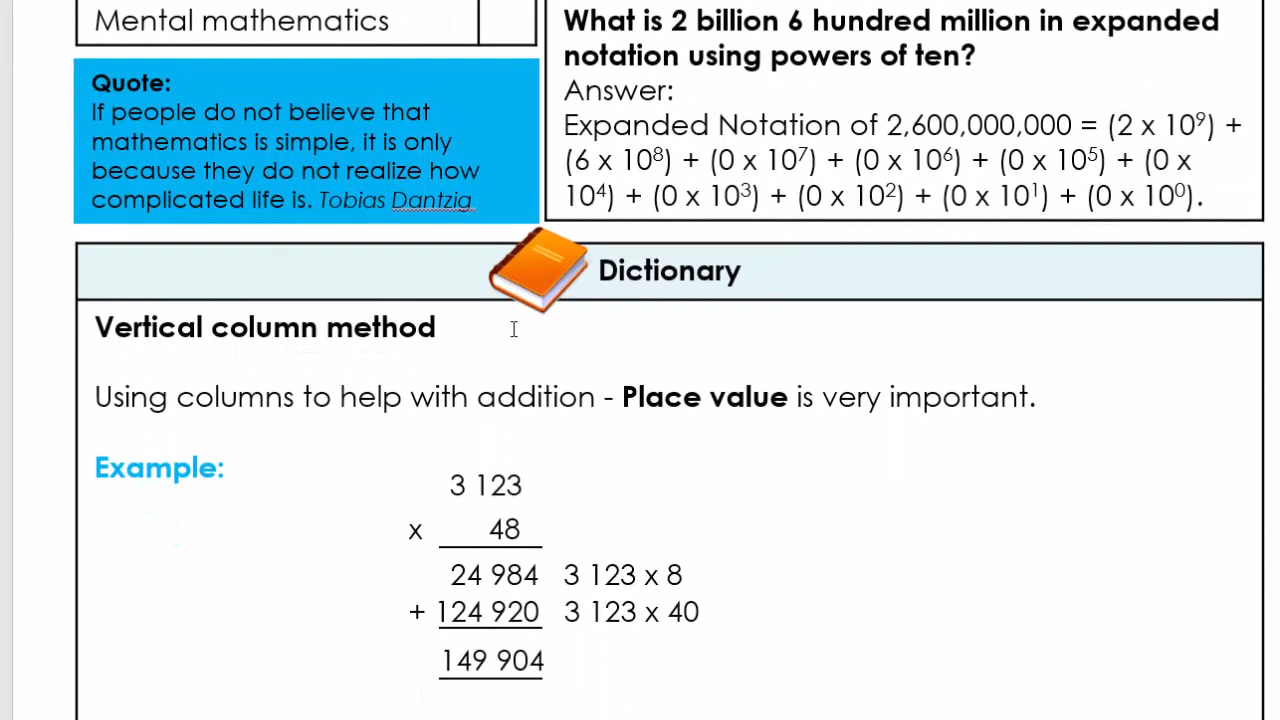 Mental mathematics
Quote:
If people do not believe that
mathematics is simple, it is only
because they do not realize how
complicated life is. Tobias Dantzig
What is 2 billion 6 hundred million in expanded
notation using powers of ten?
Answer:
Expanded Notation of 2,600,000,000 = (2 x 10⁹) +
(6 x 10⁸) + (0 x 10⁷) + (0 x 10⁶) + (0 x 10⁵) + (0 x
10⁴) + (0 x 10³) + (0 x 10²) + (0 x 10¹) + (0 x 10⁰).
Dictionary
Vertical column method
Using columns to help with addition - Place value is very important.
Example:
3 123
x 48
24 984 3 123 x 8
+ 124 920 3 123 x 40
149 904